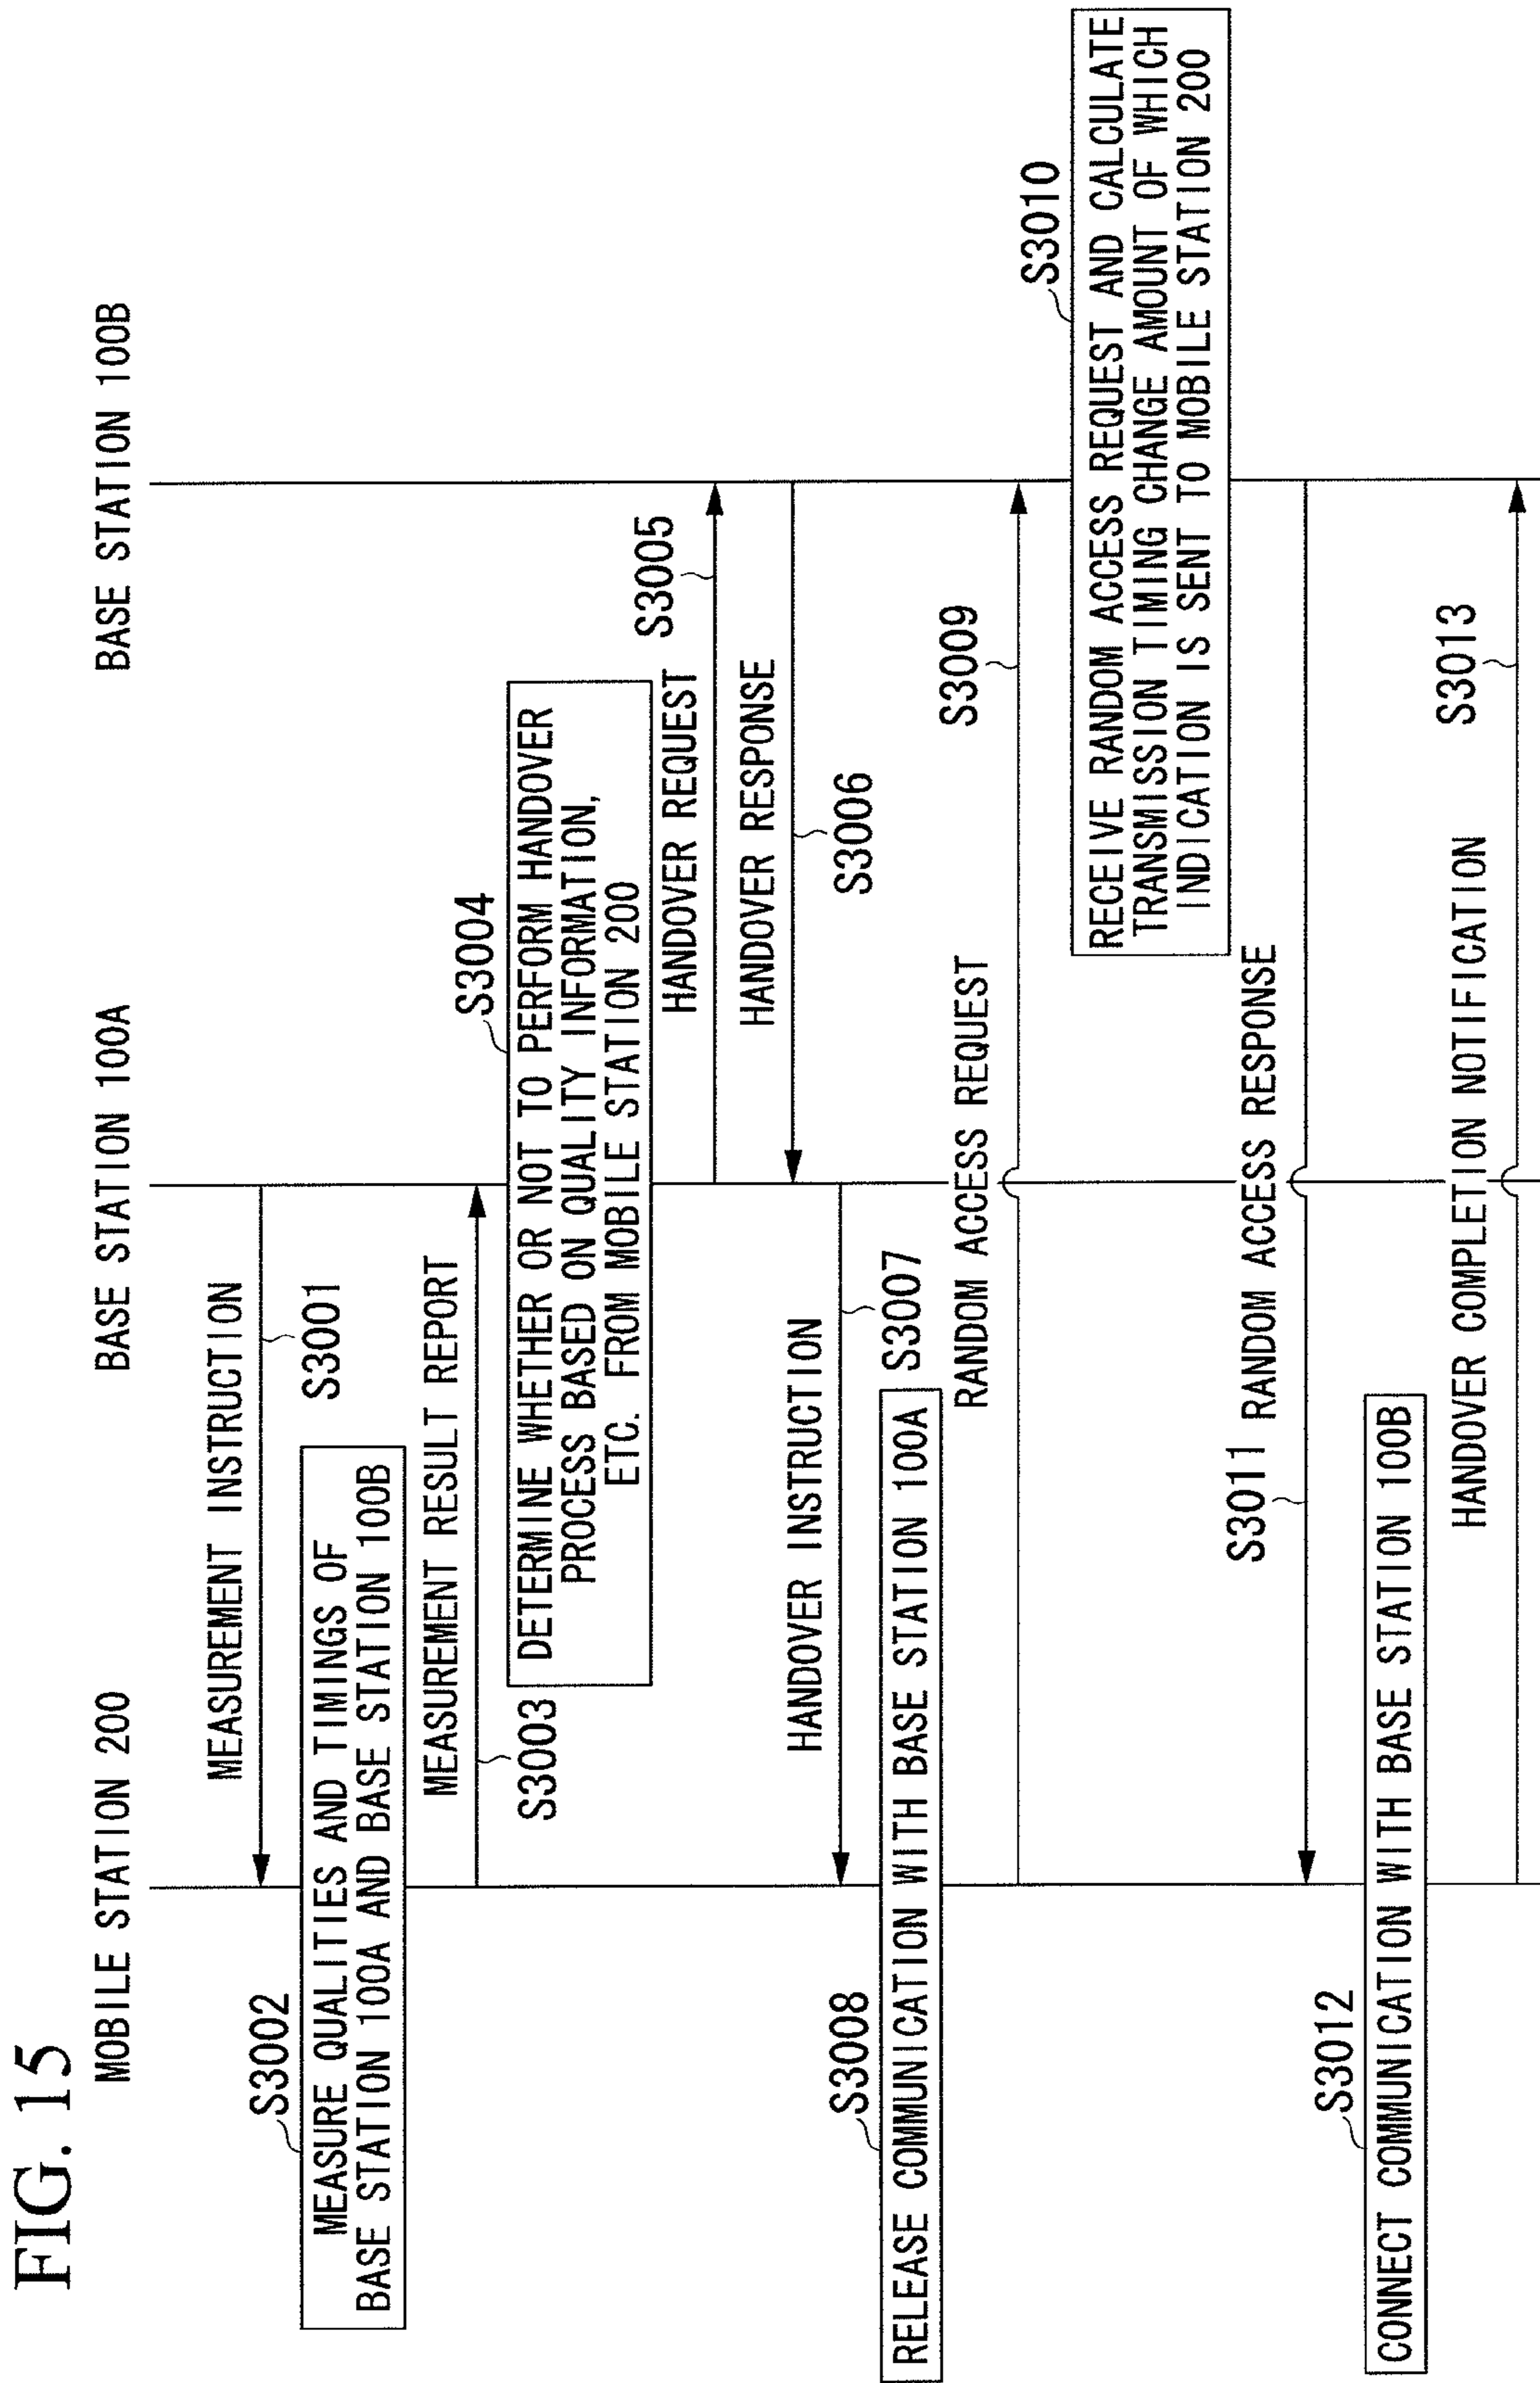 FIG. 15
MOBILE STATION 200
BASE STATION 100A
BASE STATION 100B
MEASUREMENT INSTRUCTION
S3001
S3002
MEASURE QUALITIES AND TIMINGS OF
BASE STATION 100A AND BASE STATION 100B
MEASUREMENT RESULT REPORT
S3003
S3004
DETERMINE WHETHER OR NOT TO PERFORM HANDOVER
PROCESS BASED ON QUALITY INFORMATION,
ETC. FROM MOBILE STATION 200
HANDOVER REQUEST
S3005
HANDOVER RESPONSE
S3006
HANDOVER INSTRUCTION
S3007
S3008
RELEASE COMMUNICATION WITH BASE STATION 100A
RANDOM ACCESS REQUEST
S3009
S3010
RECEIVE RANDOM ACCESS REQUEST AND CALCULATE
TRANSMISSION TIMING CHANGE AMOUNT OF WHICH
INDICATION IS SENT TO MOBILE STATION 200
S3011
RANDOM ACCESS RESPONSE
S3012
CONNECT COMMUNICATION WITH BASE STATION 100B
HANDOVER COMPLETION NOTIFICATION
S3013